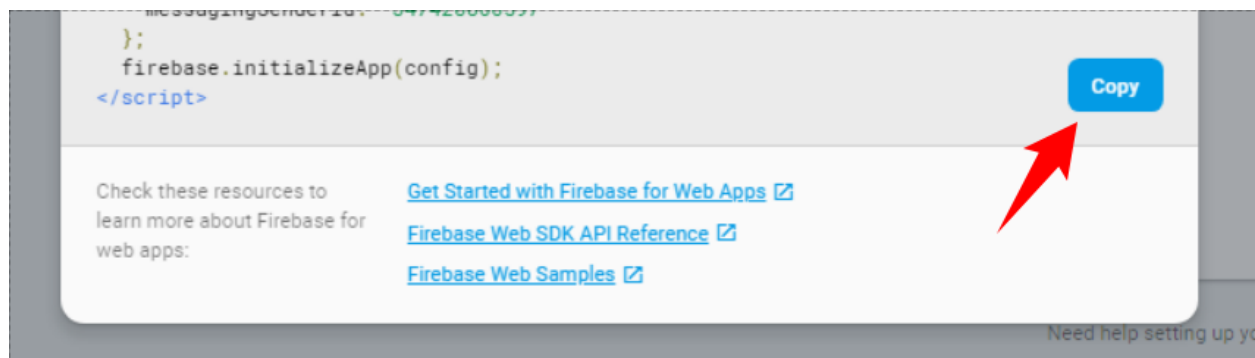 };
firebase.initializeApp(config);
</script>
Copy
Check these resources to
learn more about Firebase for
web apps:
Get Started with Firebase for Web Apps
Firebase Web SDK API Reference
Firebase Web Samples
Need help setting up